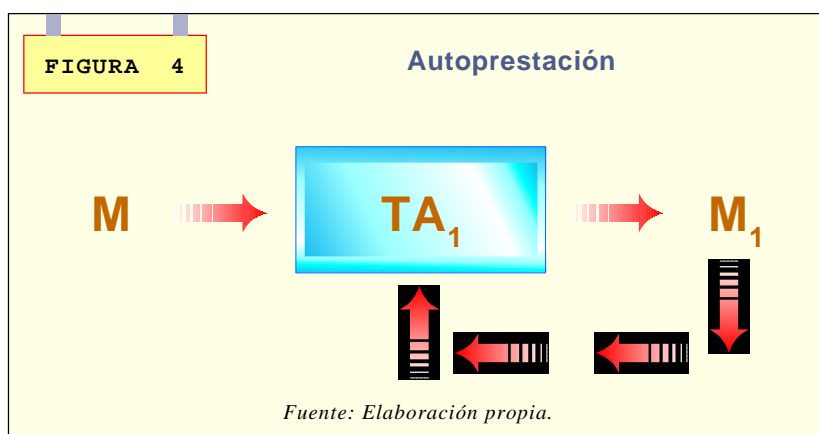 FIGURA 4
Autoprestación
M TA₁ M₁
Fuente: Elaboración propia.